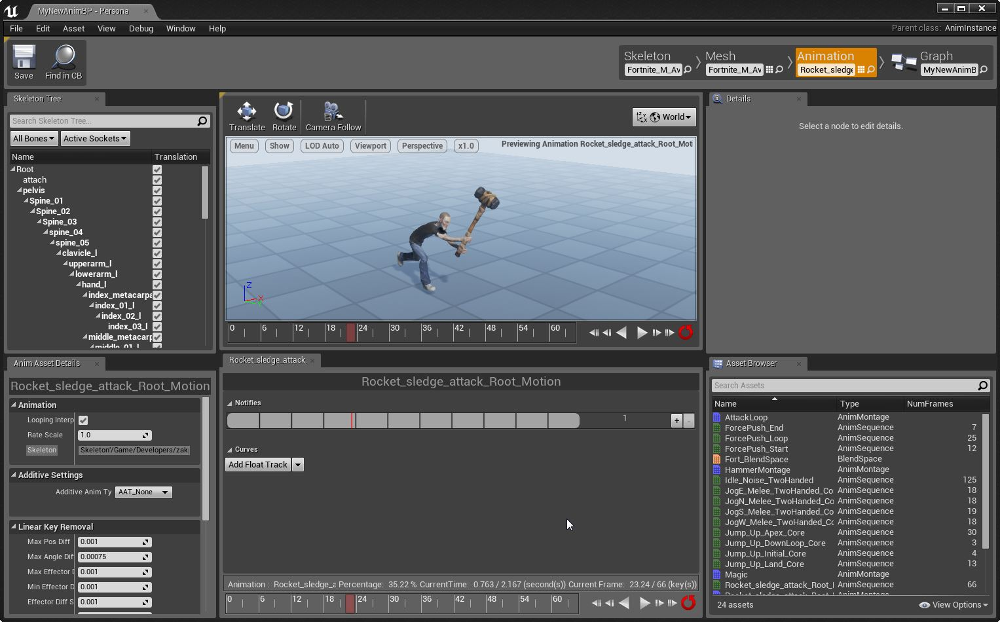 MyNewAnimBP - Persona
File Edit Asset View Debug Window Help
Parent class: AnimInstance
Save
Find in CB
Skeleton
Fortnite_M_Av
Mesh
Fortnite_M_Av
Animation
Rocket_sledge
Graph
MyNewAnimB
Skeleton Tree
Search Skeleton Tree...
All Bones
Active Sockets
Name Translation
Root
attach
pelvis
Spine_01
Spine_02
Spine_03
spine_04
spine_05
clavicle_l
upperarm_l
lowerarm_l
hand_l
index_metacarpa
index_01_l
index_02_l
index_03_l
middle_metacarp
middle_01_l
Translate
Rotate
Camera Follow
World
Menu
Show
LOD Auto
Viewport
Perspective
x1.0
Previewing Animation Rocket_sledge_attack_Root_Mot
Z
X
Y
0 6 12 18 24 30 36 42 48 54 60
Details
Select a node to edit details.
Anim Asset Details
Rocket_sledge_attack_Root_Motion
Animation
Looping Interp
Rate Scale 1.0
Skeleton Skeleton'/Game/Developers/zak
Additive Settings
Additive Anim Ty AAT_None
Linear Key Removal
Max Pos Diff 0.001
Max Angle Dif 0.00075
Max Effector D 0.001
Min Effector D 0.001
Effector Diff S 0.001
Rocket_sledge_attack_
Rocket_sledge_attack_Root_Motion
Notifies
1
+
-
Curves
Add Float Track
Animation : Rocket_sledge_a Percentage: 35.22 % CurrentTime: 0.763 / 2.167 (second(s)) Current Frame: 23.24 / 66 (key(s))
0 6 12 18 24 30 36 42 48 54 60
Asset Browser
Search Assets
Name Type NumFrames
AttackLoop AnimMontage
ForcePush_End AnimSequence 7
ForcePush_Loop AnimSequence 25
ForcePush_Start AnimSequence 12
Fort_BlendSpace BlendSpace
HammerMontage AnimMontage
Idle_Noise_TwoHanded AnimSequence 125
JogE_Melee_TwoHanded_Co AnimSequence 18
JogN_Melee_TwoHanded_Co AnimSequence 18
JogS_Melee_TwoHanded_Co AnimSequence 19
JogW_Melee_TwoHanded_Co AnimSequence 18
Jump_Up_Apex_Core AnimSequence 30
Jump_Up_DownLoop_Core AnimSequence 3
Jump_Up_Initial_Core AnimSequence 4
Jump_Up_Land_Core AnimSequence 13
Magic AnimMontage
Rocket_sledge_attack_Root_I AnimSequence 66
24 assets
View Options